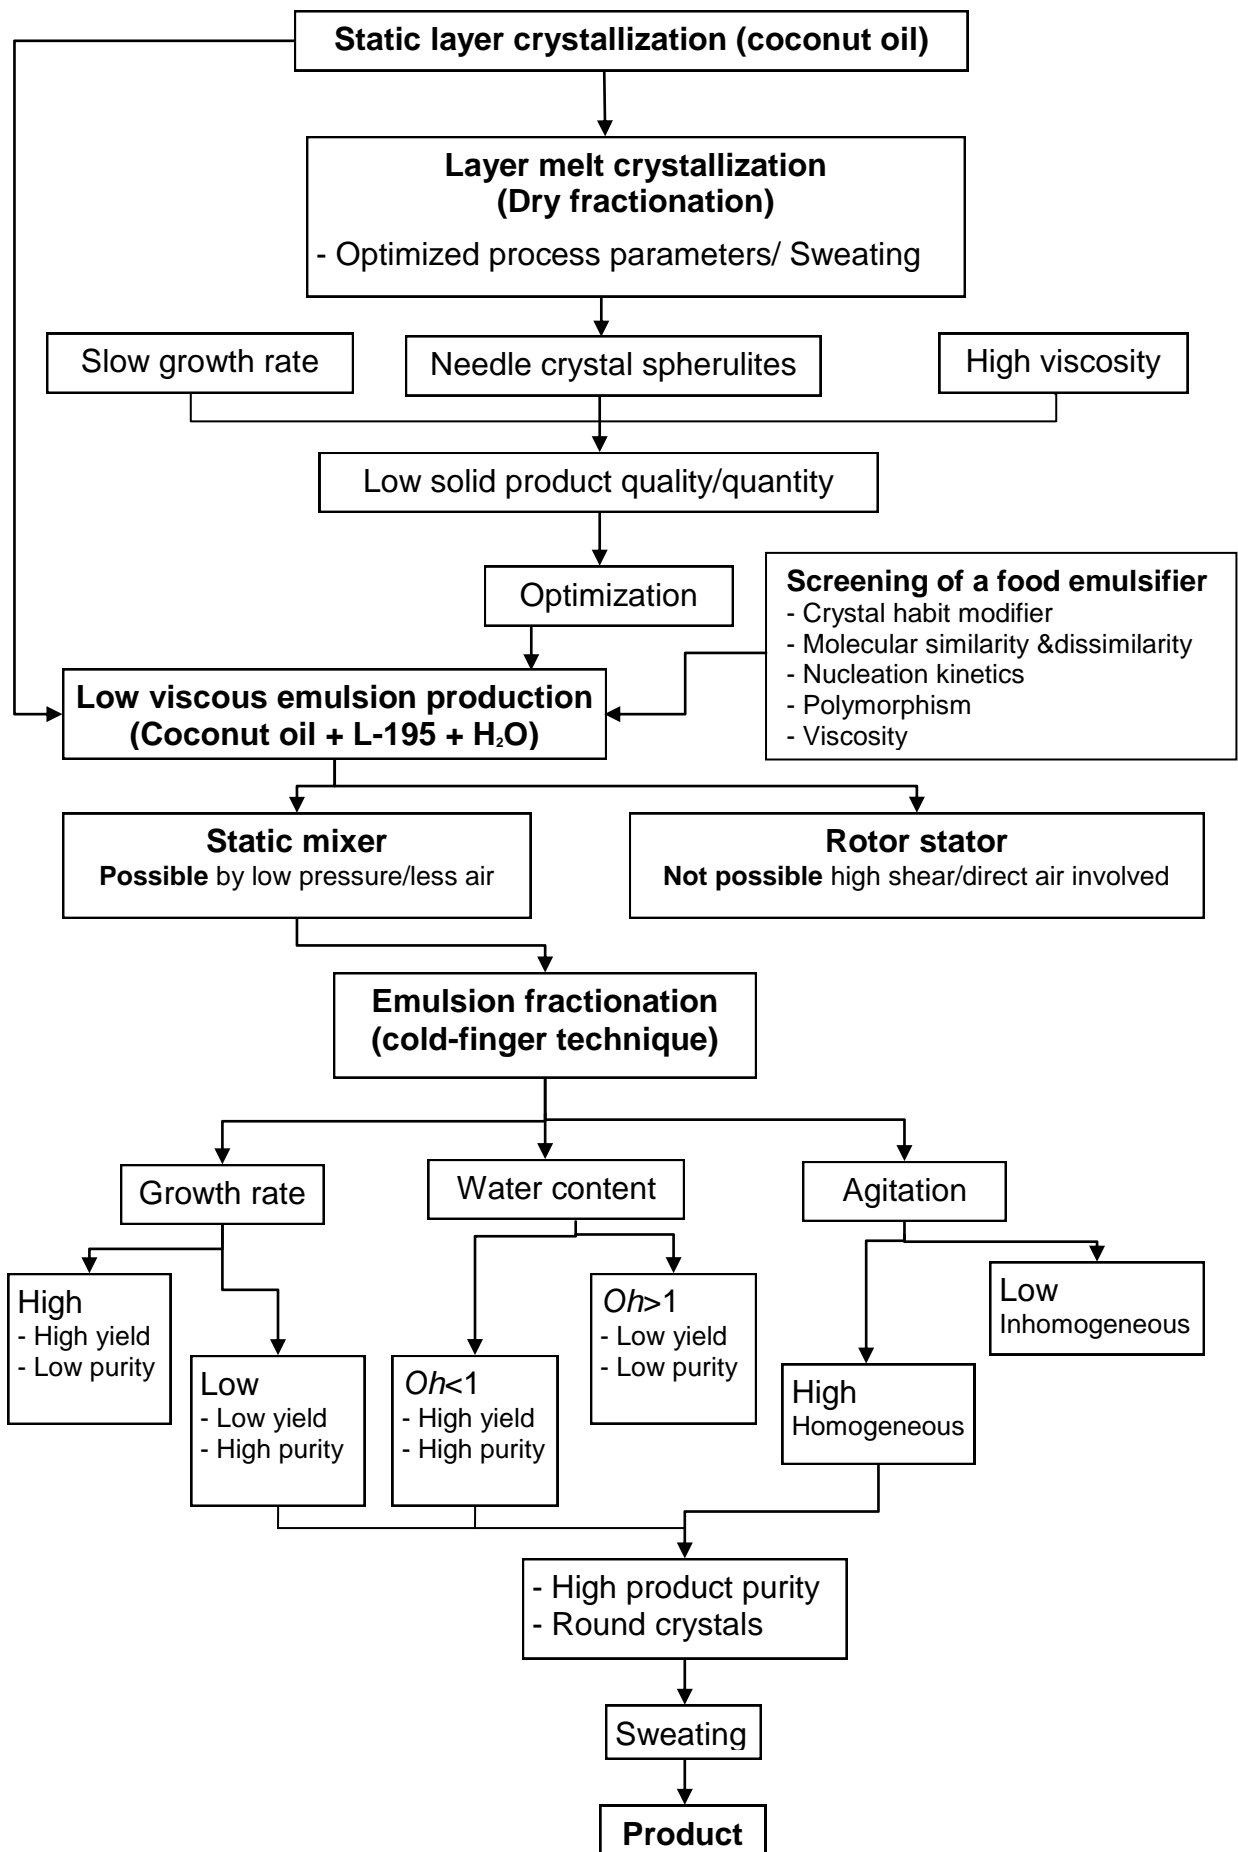 Static layer crystallization (coconut oil)
Layer melt crystallization
(Dry fractionation)
- Optimized process parameters/ Sweating
Slow growth rate
Needle crystal spherulites
High viscosity
Low solid product quality/quantity
Optimization
Screening of a food emulsifier
- Crystal habit modifier
- Molecular similarity &dissimilarity
- Nucleation kinetics
- Polymorphism
- Viscosity
Low viscous emulsion production
(Coconut oil + L-195 + H₂O)
Static mixer
Possible by low pressure/less air
Rotor stator
Not possible high shear/direct air involved
Emulsion fractionation
(cold-finger technique)
Growth rate
Water content
Agitation
High
- High yield
- Low purity
Low
- Low yield
- High purity
Oh<1
- High yield
- High purity
Oh>1
- Low yield
- Low purity
High
Homogeneous
Low
Inhomogeneous
- High product purity
- Round crystals
Sweating
Product